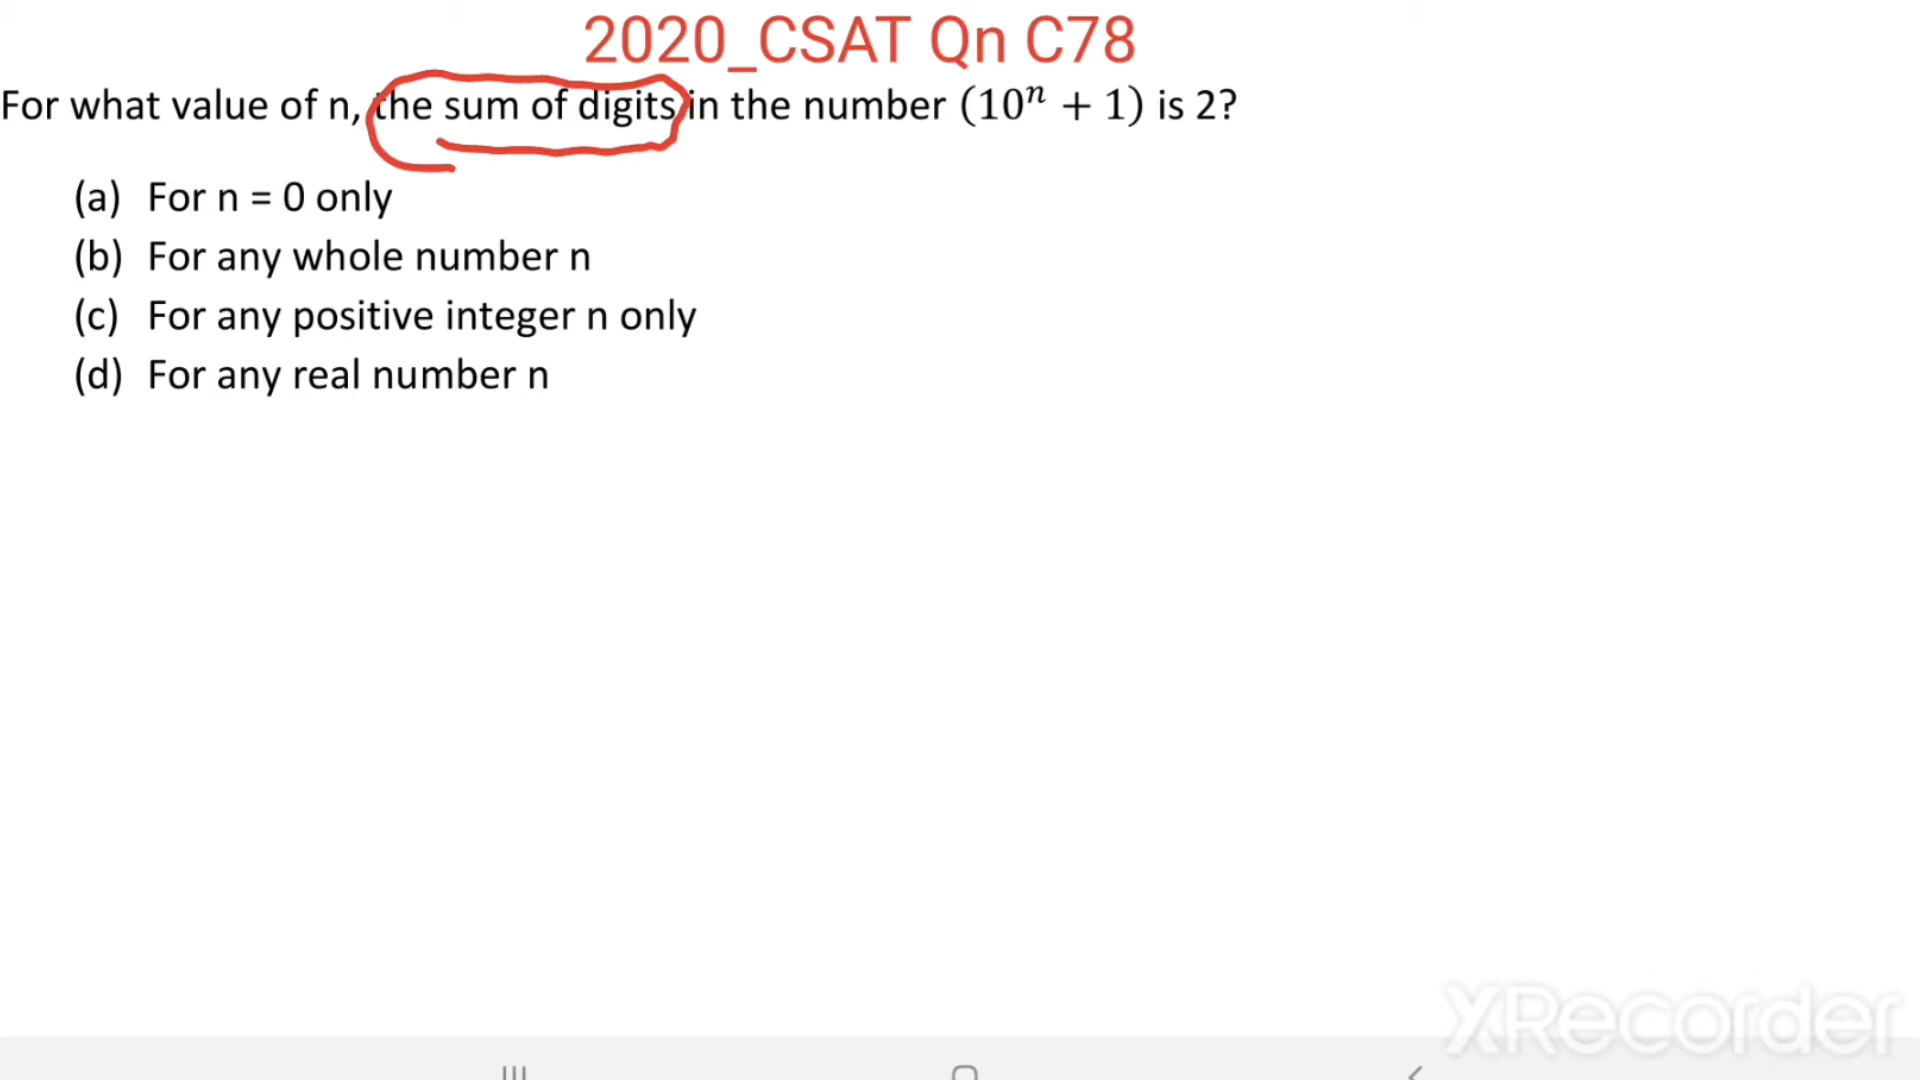 2020_CSAT Qn C78
For what value of n, the sum of digits in the number (10ⁿ + 1) is 2?
(a) For n = 0 only
(b) For any whole number n
(c) For any positive integer n only
(d) For any real number n
XRecorder